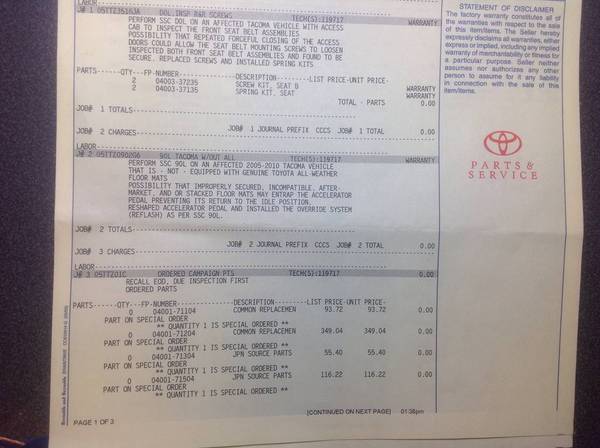 LABOR
J# 1 05TTZ3516JA DOL INSP R&R SCREWS TECH(S):119717 WARRANTY
PERFORM SSC DOL ON AN AFFECTED TACOMA VEHICLE WITH ACCESS
CAB TO INSPECT THE FRONT SEAT BELT ASSEMBLIES
POSSIBILITY THAT REPEATED FORCEFUL CLOSING OF THE ACCESS
DOORS COULD ALLOW THE SEAT BELT MOUNTING SCREWS TO LOOSEN
INSPECTED BOTH FRONT SEAT BELT ASSEMBLIES AND FOUND TO BE
SECURE. REPLACED SCREWS AND INSTALLED SPRING KITS
PARTS------QTY---FP-NUMBER---------------DESCRIPTION--------LIST PRICE-UNIT PRICE-
2 04003-37235 SCREW KIT, SEAT B WARRANTY
2 04003-37135 SPRING KIT, SEAT WARRANTY
TOTAL - PARTS 0.00
JOB# 1 TOTALS
JOB# 1 JOURNAL PREFIX CCCS JOB# 1 TOTAL 0.00
JOB# 2 CHARGES
LABOR
J# 2 05TTZ0902G6 90L TACOMA W/OUT ALL TECH(S):119717 WARRANTY
PERFORM SSC 90L ON AN AFFECTED 2005-2010 TACOMA VEHICLE
THAT IS - NOT - EQUIPPED WITH GENUINE TOYOTA ALL-WEATHER
FLOOR MATS
POSSIBILITY THAT IMPROPERLY SECURED, INCOMPATIBLE, AFTER-
MARKET, AND OR STACKED FLOOR MATS MAY ENTRAP THE ACCELERATOR
PEDAL PREVENTING ITS RETURN TO THE IDLE POSITION.
RESHAPED ACCELERATOR PEDAL AND INSTALLED THE OVERRIDE SYSTEM
(REFLASH) AS PER SSC 90L.
JOB# 2 TOTALS
JOB# 2 JOURNAL PREFIX CCCS JOB# 2 TOTAL 0.00
JOB# 3 CHARGES
LABOR
J# 3 05TTZ01C ORDERED CAMPAIGN PTS TECH(S):119717 0.00
RECALL EOD, DUE INSPECTION FIRST
ORDERED PARTS
PARTS------QTY---FP-NUMBER---------------DESCRIPTION--------LIST PRICE-UNIT PRICE-
0 04001-71104 COMMON REPLACEMEN 93.72 93.72 0.00
PART ON SPECIAL ORDER
** QUANTITY 1 IS SPECIAL ORDERED **
0 04001-71204 COMMON REPLACEMEN 349.04 349.04 0.00
PART ON SPECIAL ORDER
** QUANTITY 1 IS SPECIAL ORDERED **
0 04001-71304 JPN SOURCE PARTS 55.40 55.40 0.00
PART ON SPECIAL ORDER
** QUANTITY 1 IS SPECIAL ORDERED **
0 04001-71504 JPN SOURCE PARTS 116.22 116.22 0.00
PART ON SPECIAL ORDER
** QUANTITY 1 IS SPECIAL ORDERED **
PAGE 1 OF 3
[CONTINUED ON NEXT PAGE] 01:36pm
STATEMENT OF DISCLAIMER
The factory warranty constitutes all of
the warranties with respect to the sale
of this item/items. The Seller hereby
expressly disclaims all warranties, either
express or implied, including any implied
warranty of merchantability or fitness for
a particular purpose. Seller neither
assumes nor authorizes any other
person to assume for it any liability
in connection with the sale of this
item/items.
PARTS &
SERVICE